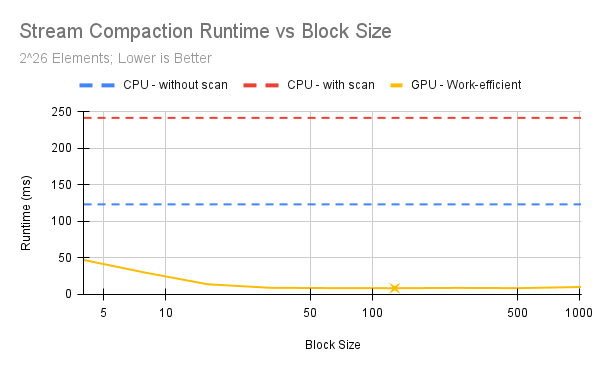 Stream Compaction Runtime vs Block Size
2^26 Elements; Lower is Better
CPU - without scan CPU - with scan GPU - Work-efficient
250
200
150
100
50
0
Runtime (ms)
5 10 50 100 500 1000
Block Size